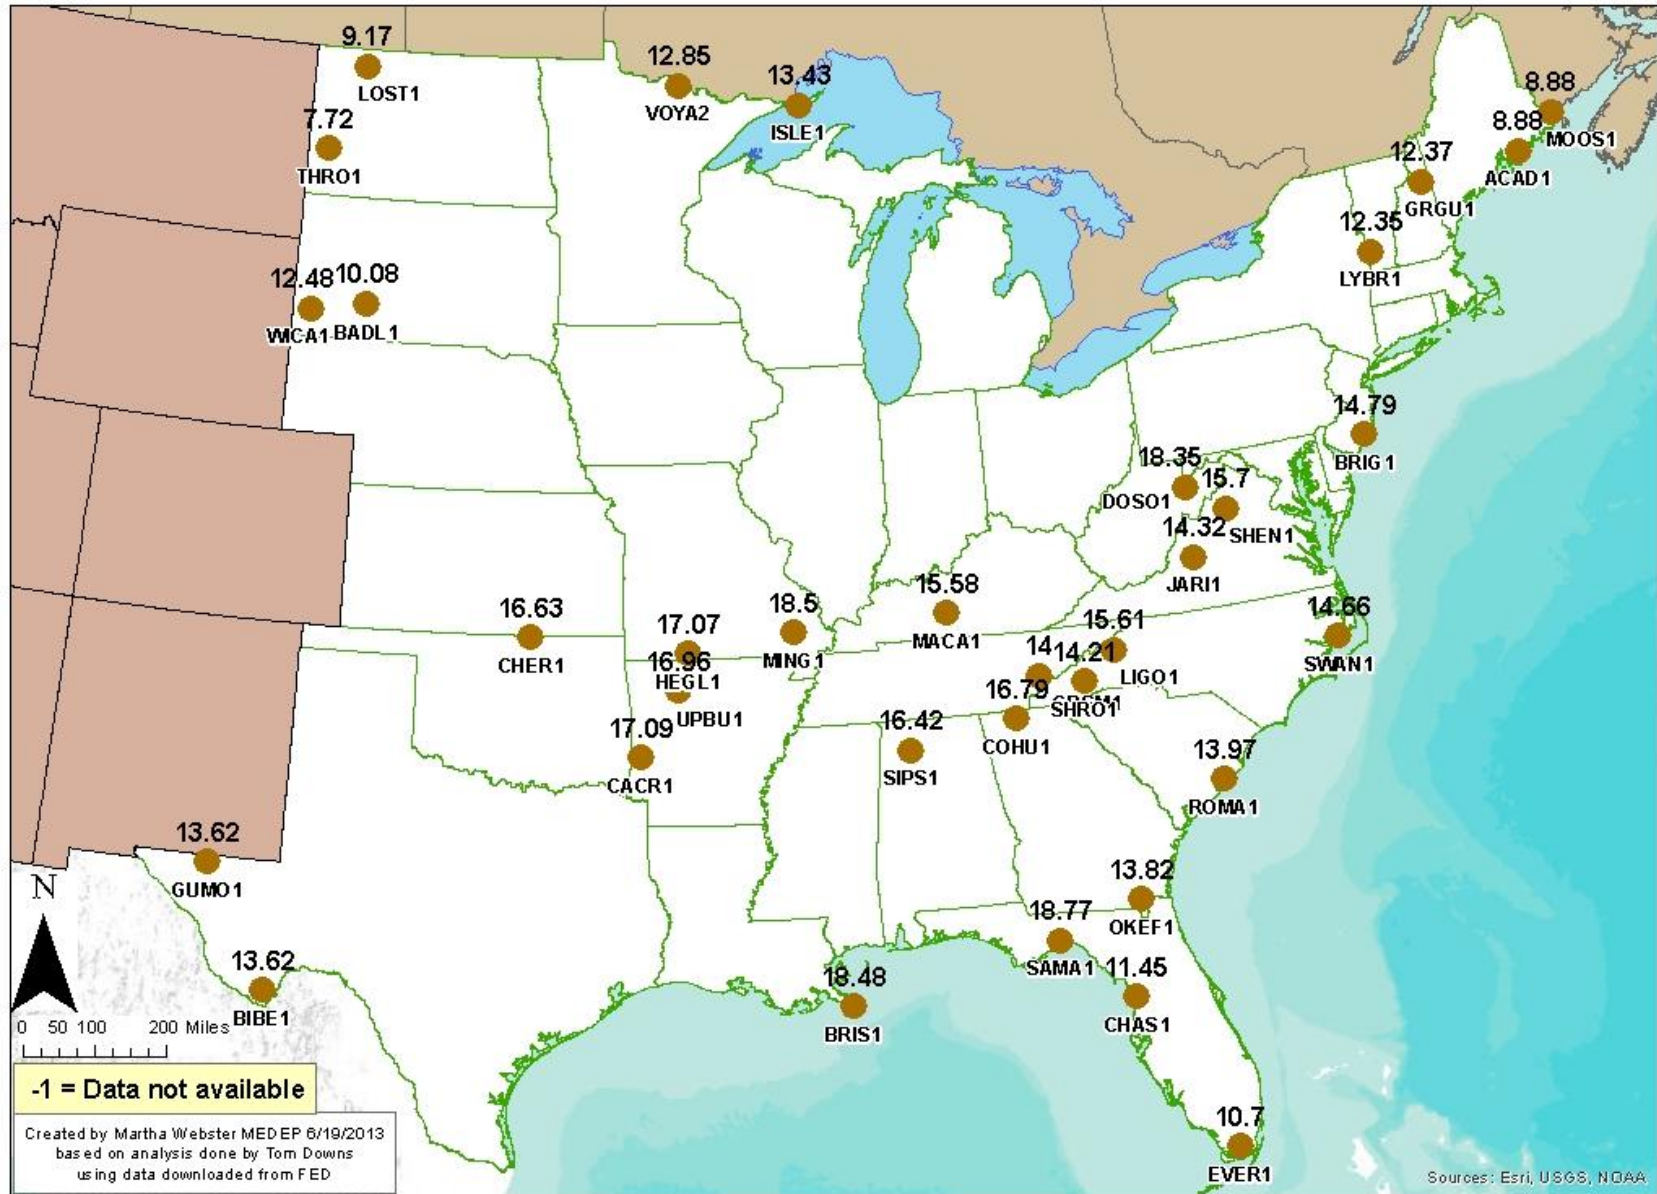 9.17
LOST1
12.85
VOYA2
13.43
ISLE1
8.88
MOOS1
8.88
ACAD1
7.72
THRO1
12.37
GRGU1
12.35
LYBR1
12.48
WICA1
10.08
BADL1
14.79
BRIG1
18.35
DOSO1
15.7
SHEN1
14.32
JARI1
15.58
MACA1
16.63
CHER1
17.07
HEGL1
18.5
MING1
15.61
LIGO1
14.66
SWAN1
16.96
UPBU1
14
14.21
SHRO1
16.79
COHU1
17.09
CACR1
16.42
SIPS1
13.97
ROMA1
13.62
GUMO1
13.82
OKEF1
18.77
SAMA1
13.62
BIBE1
18.48
BRIS1
11.45
CHAS1
10.7
EVER1
N
0 50 100 200 Miles
-1 = Data not available
Created by Martha Webster MEDEP 6/19/2013
based on analysis done by Tom Downs
using data downloaded from FED
Sources: Esri, USGS, NOAA